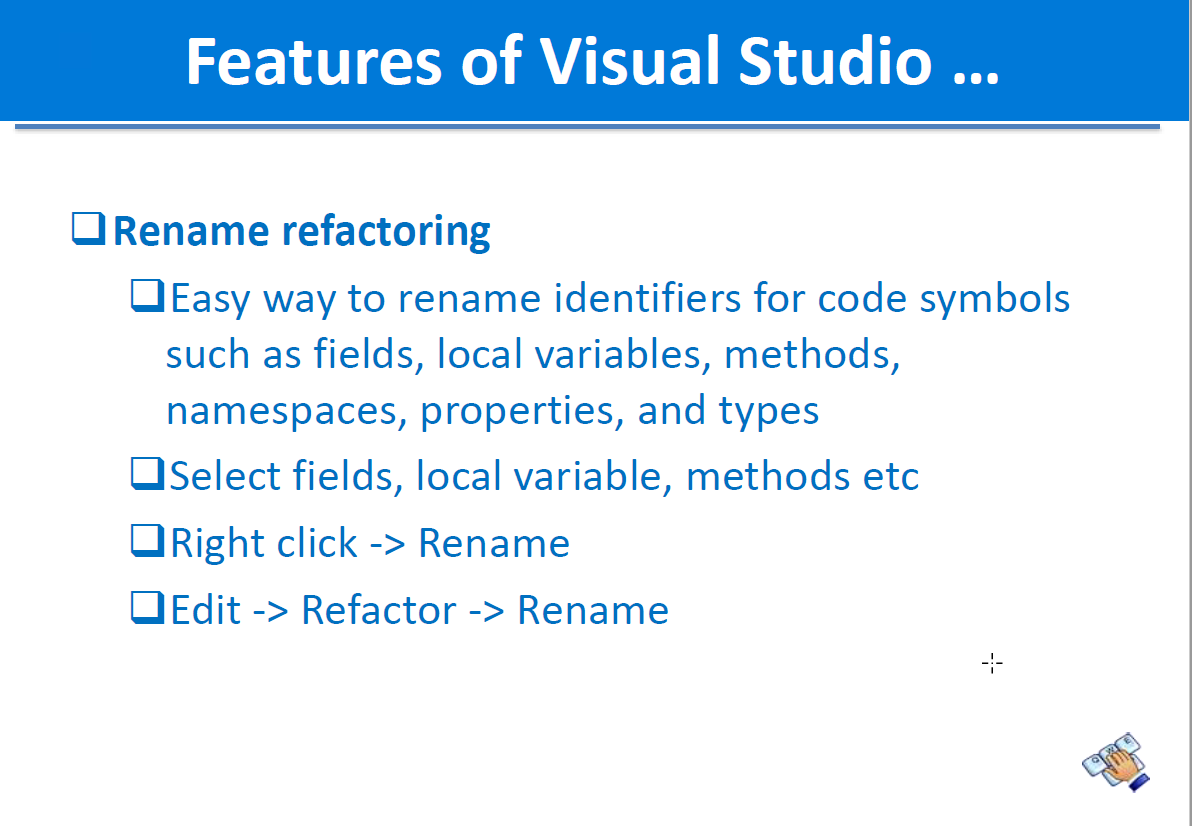 Features of Visual Studio ...
Rename refactoring
Easy way to rename identifiers for code symbols
such as fields, local variables, methods,
namespaces, properties, and types
Select fields, local variable, methods etc
Right click -> Rename
Edit -> Refactor -> Rename
Q W E